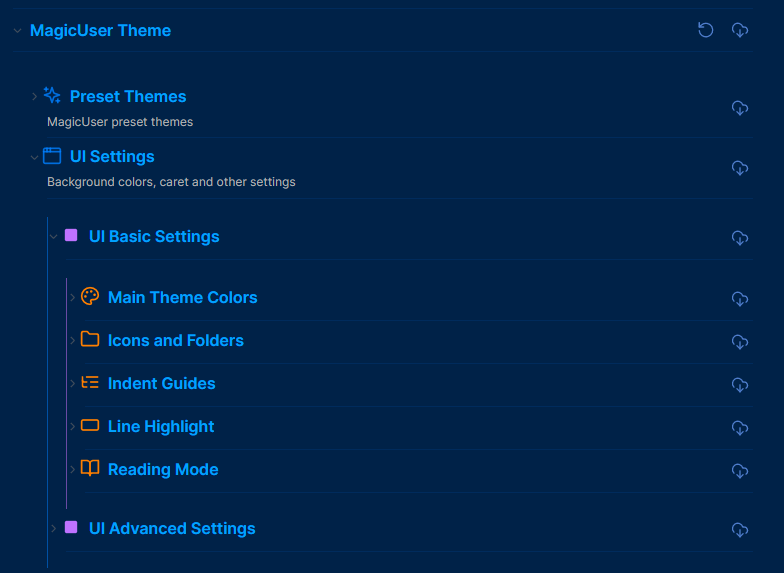 MagicUser Theme
Preset Themes
MagicUser preset themes
UI Settings
Background colors, caret and other settings
UI Basic Settings
Main Theme Colors
Icons and Folders
Indent Guides
Line Highlight
Reading Mode
UI Advanced Settings